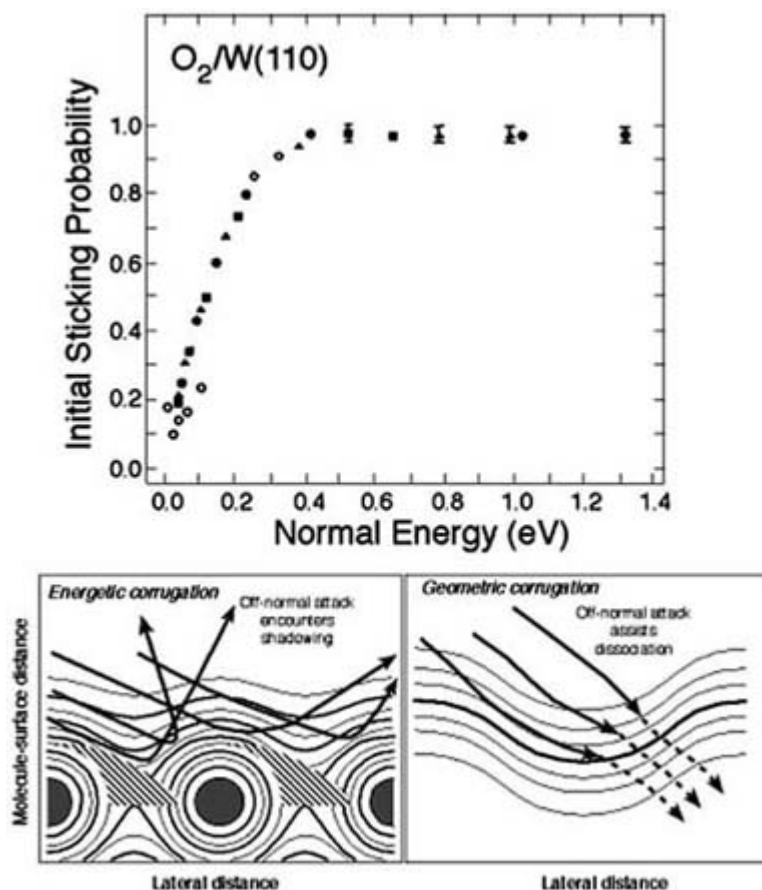 O₂/W(110)
Initial Sticking Probability
1.0
0.8
0.6
0.4
0.2
0.0
0.0 0.2 0.4 0.6 0.8 1.0 1.2 1.4
Normal Energy (eV)
Energetic corrugation
Off-normal attack
encounters
shadowing
Geometric corrugation
Off-normal attack
assists
dissociation
Molecule-surface distance
Lateral distance
Lateral distance